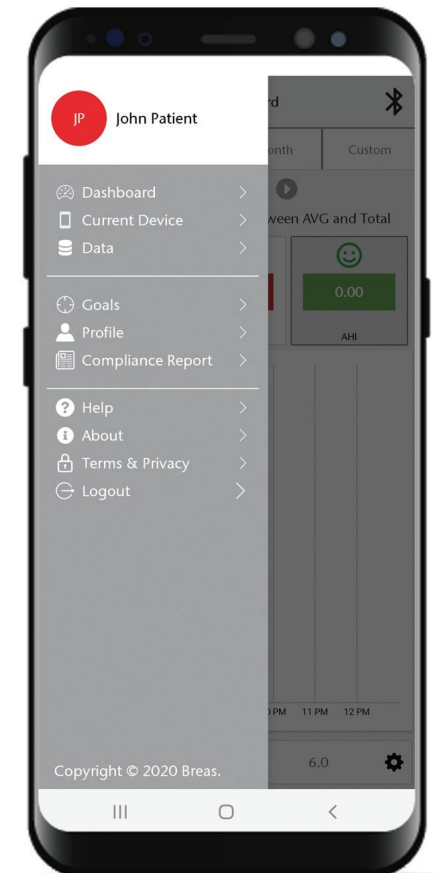 JP
John Patient
rd
onth
Custom
Dashboard
Current Device
Data
ween AVG and Total
0.00
AHI
Goals
Profile
Compliance Report
Help
About
Terms & Privacy
Logout
PM 11 PM 12 PM
Copyright © 2020 Breas.
6.0